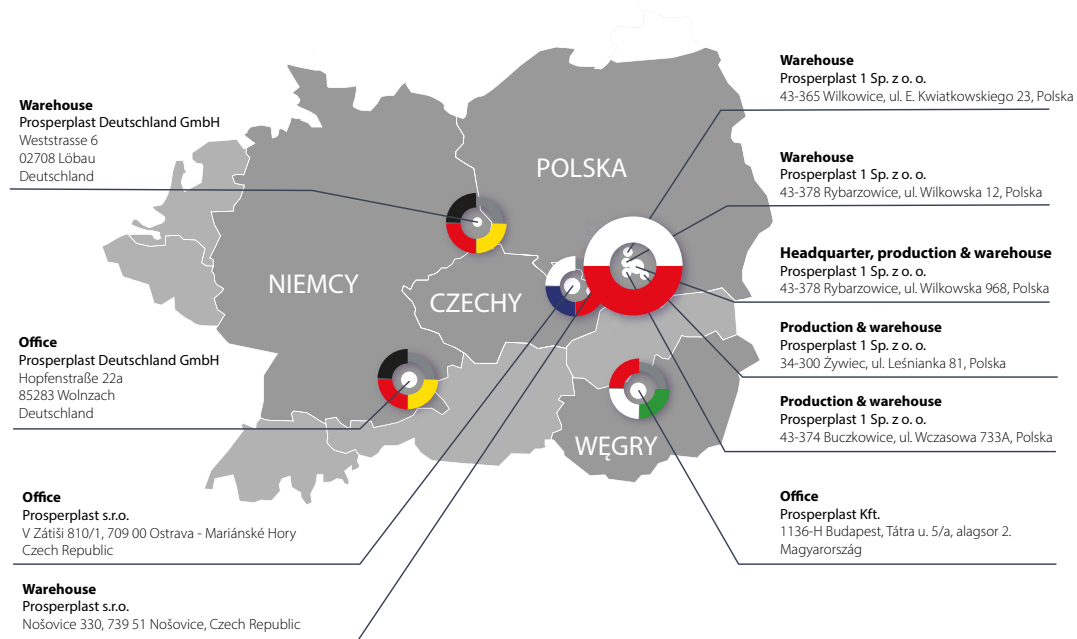 Warehouse
Prosperplast Deutschland GmbH
Weststrasse 6
02708 Löbau
Deutschland
Office
Prosperplast Deutschland GmbH
Hopfenstraße 22a
85283 Wolnzach
Deutschland
Office
Prosperplast s.r.o.
V Zátiší 810/1, 709 00 Ostrava - Mariánské Hory
Czech Republic
Warehouse
Prosperplast s.r.o.
Nošovice 330, 739 51 Nošovice, Czech Republic
POLSKA
NIEMCY
CZECHY
WĘGRY
Warehouse
Prosperplast 1 Sp. z o. o.
43-365 Wilkowice, ul. E. Kwiatkowskiego 23, Polska
Warehouse
Prosperplast 1 Sp. z o. o.
43-378 Rybarzowice, ul. Wilkowska 12, Polska
Headquarter, production & warehouse
Prosperplast 1 Sp. z o. o.
43-378 Rybarzowice, ul. Wilkowska 968, Polska
Production & warehouse
Prosperplast 1 Sp. z o. o.
34-300 Żywiec, ul. Leśnianka 81, Polska
Production & warehouse
Prosperplast 1 Sp. z o. o.
43-374 Buczkowice, ul. Wczasowa 733A, Polska
Office
Prosperplast Kft.
1136-H Budapest, Tátra u. 5/a, alagsor 2.
Magyarország